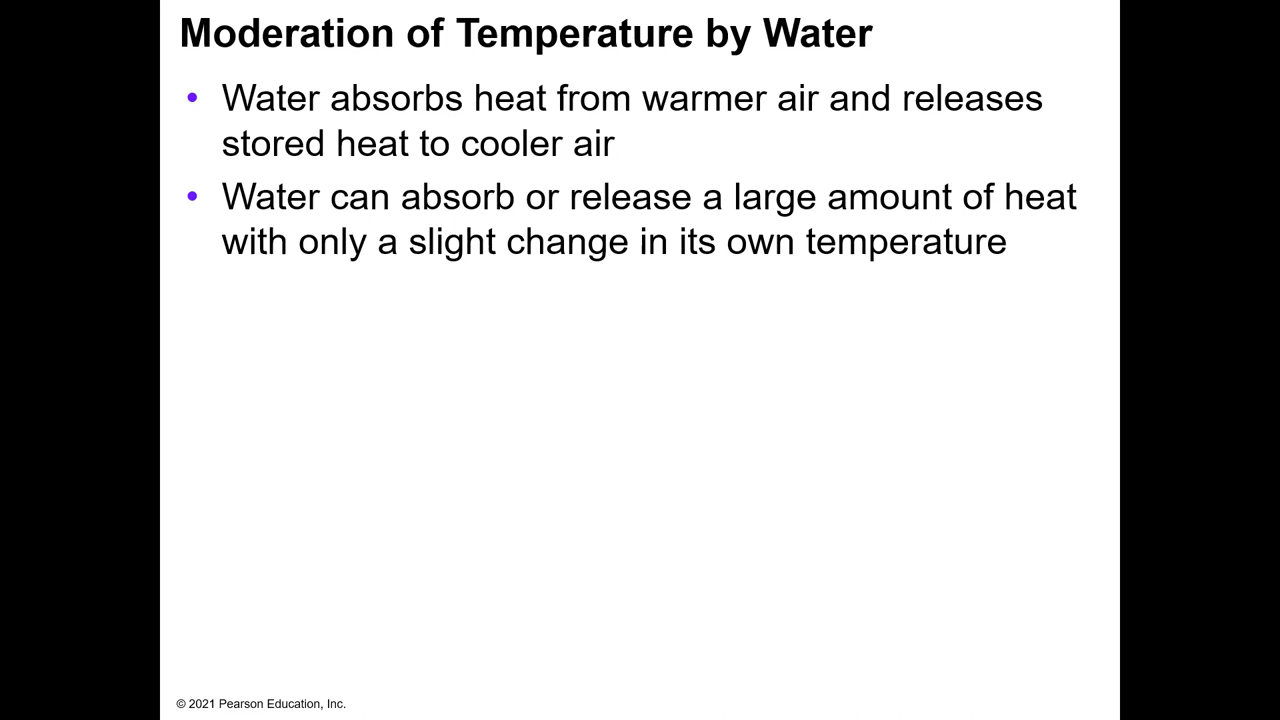 Moderation of Temperature by Water
• Water absorbs heat from warmer air and releases
stored heat to cooler air
• Water can absorb or release a large amount of heat
with only a slight change in its own temperature
© 2021 Pearson Education, Inc.